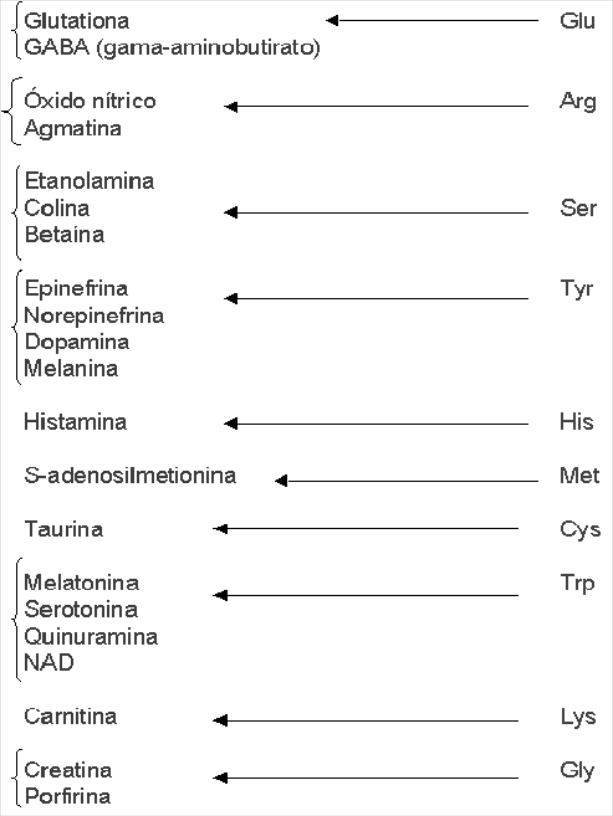 Glutationa Glu
GABA (gama-aminobutirato)
Óxido nítrico Arg
Agmatina
Etanolamina
Colina Ser
Betaína
Epinefrina Tyr
Norepinefrina
Dopamina
Melanina
Histamina His
S-adenosilmetionina Met
Taurina Cys
Melatonina Trp
Serotonina
Quinuramina
NAD
Carnitina Lys
Creatina Gly
Porfirina